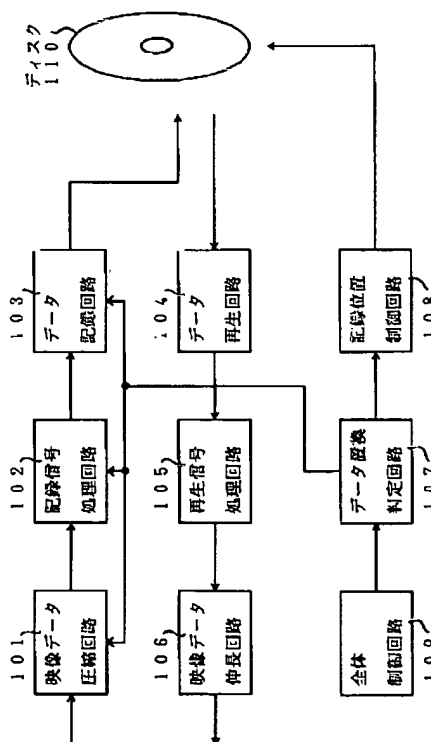 ディスク
110
103
データ
記録回路
104
データ
再生回路
108
記録位置
制御回路
102
記録信号
処理回路
105
再生信号
処理回路
107
データ置換
判定回路
101
映像データ
圧縮回路
106
映像データ
伸長回路
109
全体
制御回路